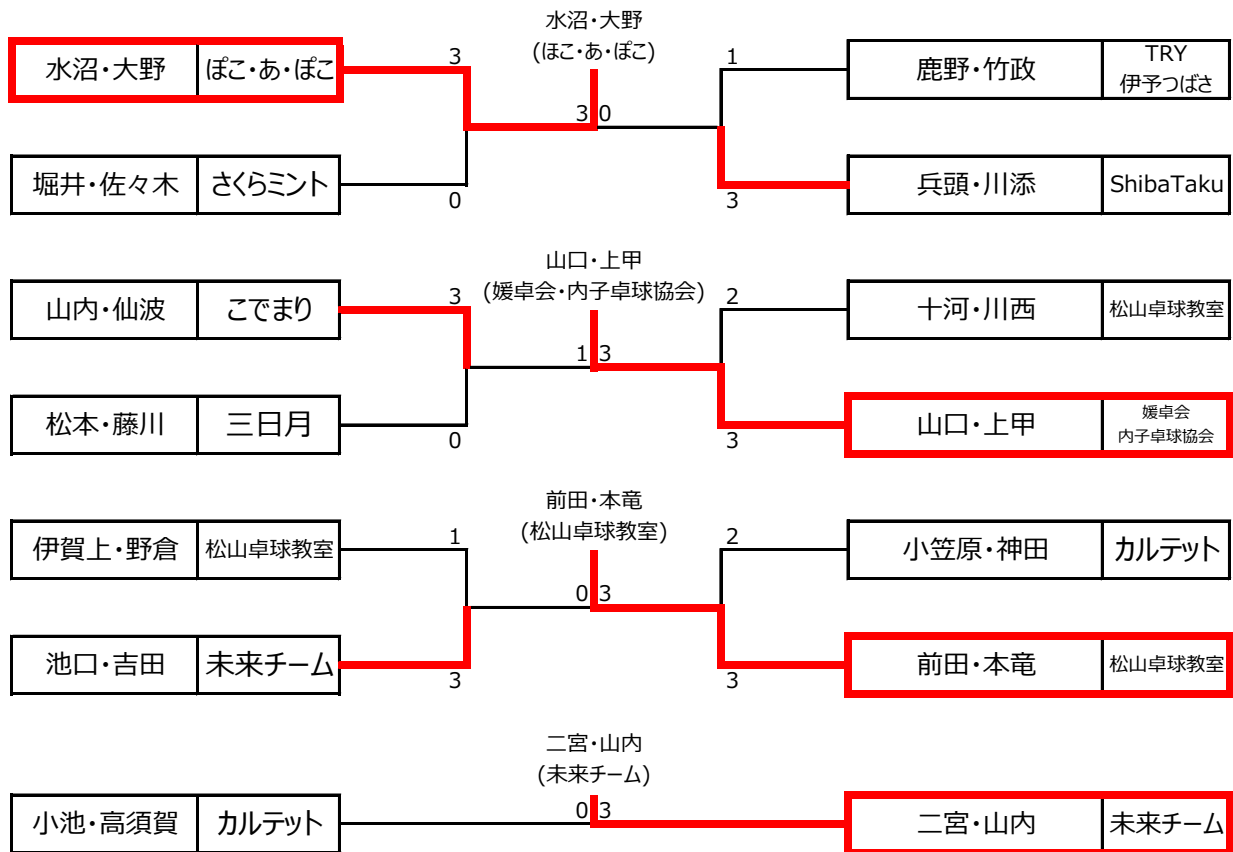 水沼・大野
(ほこ・あ・ぽこ)
水沼・大野 ぽこ・あ・ぽこ
3
1
鹿野・竹政
TRY
伊予つばさ
3 0
堀井・佐々木 さくらミント
0
3
兵頭・川添 ShibaTaku
山口・上甲
(媛卓会・内子卓球協会)
山内・仙波 こでまり
3
2
十河・川西 松山卓球教室
1 3
松本・藤川 三日月
0
3
山口・上甲
媛卓会
内子卓球協会
前田・本竜
(松山卓球教室)
伊賀上・野倉 松山卓球教室
1
2
小笠原・神田 カルテット
0 3
池口・吉田 未来チーム
3
3
前田・本竜 松山卓球教室
二宮・山内
(未来チーム)
小池・高須賀 カルテット
0 3
二宮・山内 未来チーム